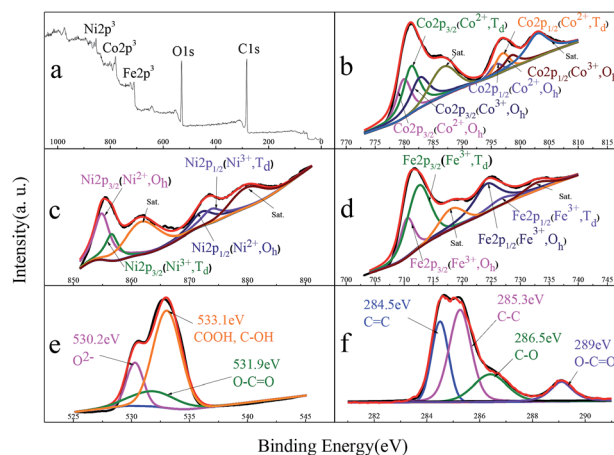 Intensity(a. u.)
Ni2p³
Co2p³
Fe2p³
O1s
C1s
a
1000 800 600 400 200 0
Co2p3/2(Co2+,Td)
Co2p1/2(Co2+,Td)
Sat.
Sat.
b
Co2p1/2(Co3+,Oh)
Co2p1/2(Co2+,Oh)
Co2p3/2(Co3+,Oh)
Co2p3/2(Co2+,Oh)
770 775 780 785 790 795 800 805 810
Ni2p3/2(Ni2+,Oh)
Ni2p1/2(Ni3+,Td)
Sat.
Sat.
c
Ni2p1/2(Ni2+,Oh)
Ni2p3/2(Ni3+,Td)
850 860 870 880 890
Fe2p3/2(Fe3+,Td)
Sat.
d
Sat.
Fe2p1/2(Fe3+,Td)
Fe2p1/2(Fe3+,Oh)
Fe2p3/2(Fe3+,Oh)
700 705 710 715 720 725 730 735 740
e
530.2eV
O2-
533.1eV
COOH, C-OH
531.9eV
O-C=O
525 530 535 540 545
284.5eV
C=C
285.3eV
C-C
f
286.5eV
C-O
289eV
O-C=O
282 284 286 288 290
Binding Energy(eV)